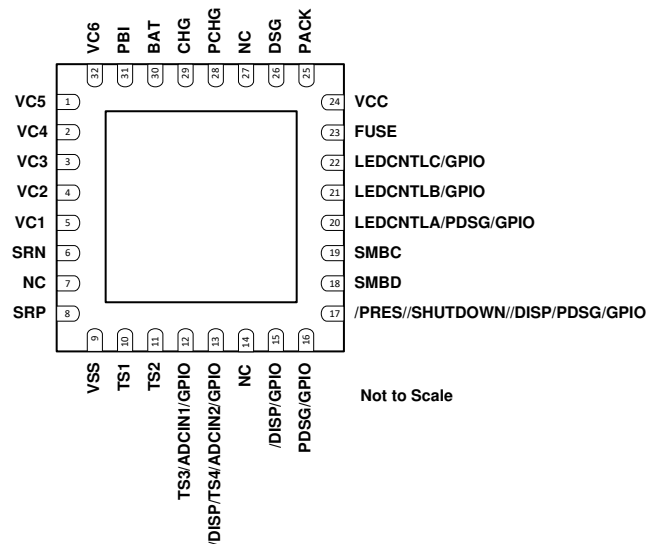 VC6
PBI
BAT
CHG
PCHG
NC
DSG
PACK
32
31
30
29
28
27
26
25
VC5 1
VC4 2
VC3 3
VC2 4
VC1 5
SRN 6
NC 7
SRP 8
24 VCC
23 FUSE
22 LEDCNTLC/GPIO
21 LEDCNTLB/GPIO
20 LEDCNTLA/PDSG/GPIO
19 SMBC
18 SMBD
17 /PRES//SHUTDOWN//DISP/PDSG/GPIO
9
10
11
12
13
14
15
16
VSS
TS1
TS2
TS3/ADCIN1/GPIO
/DISP/TS4/ADCIN2/GPIO
NC
/DISP/GPIO
PDSG/GPIO
Not to Scale